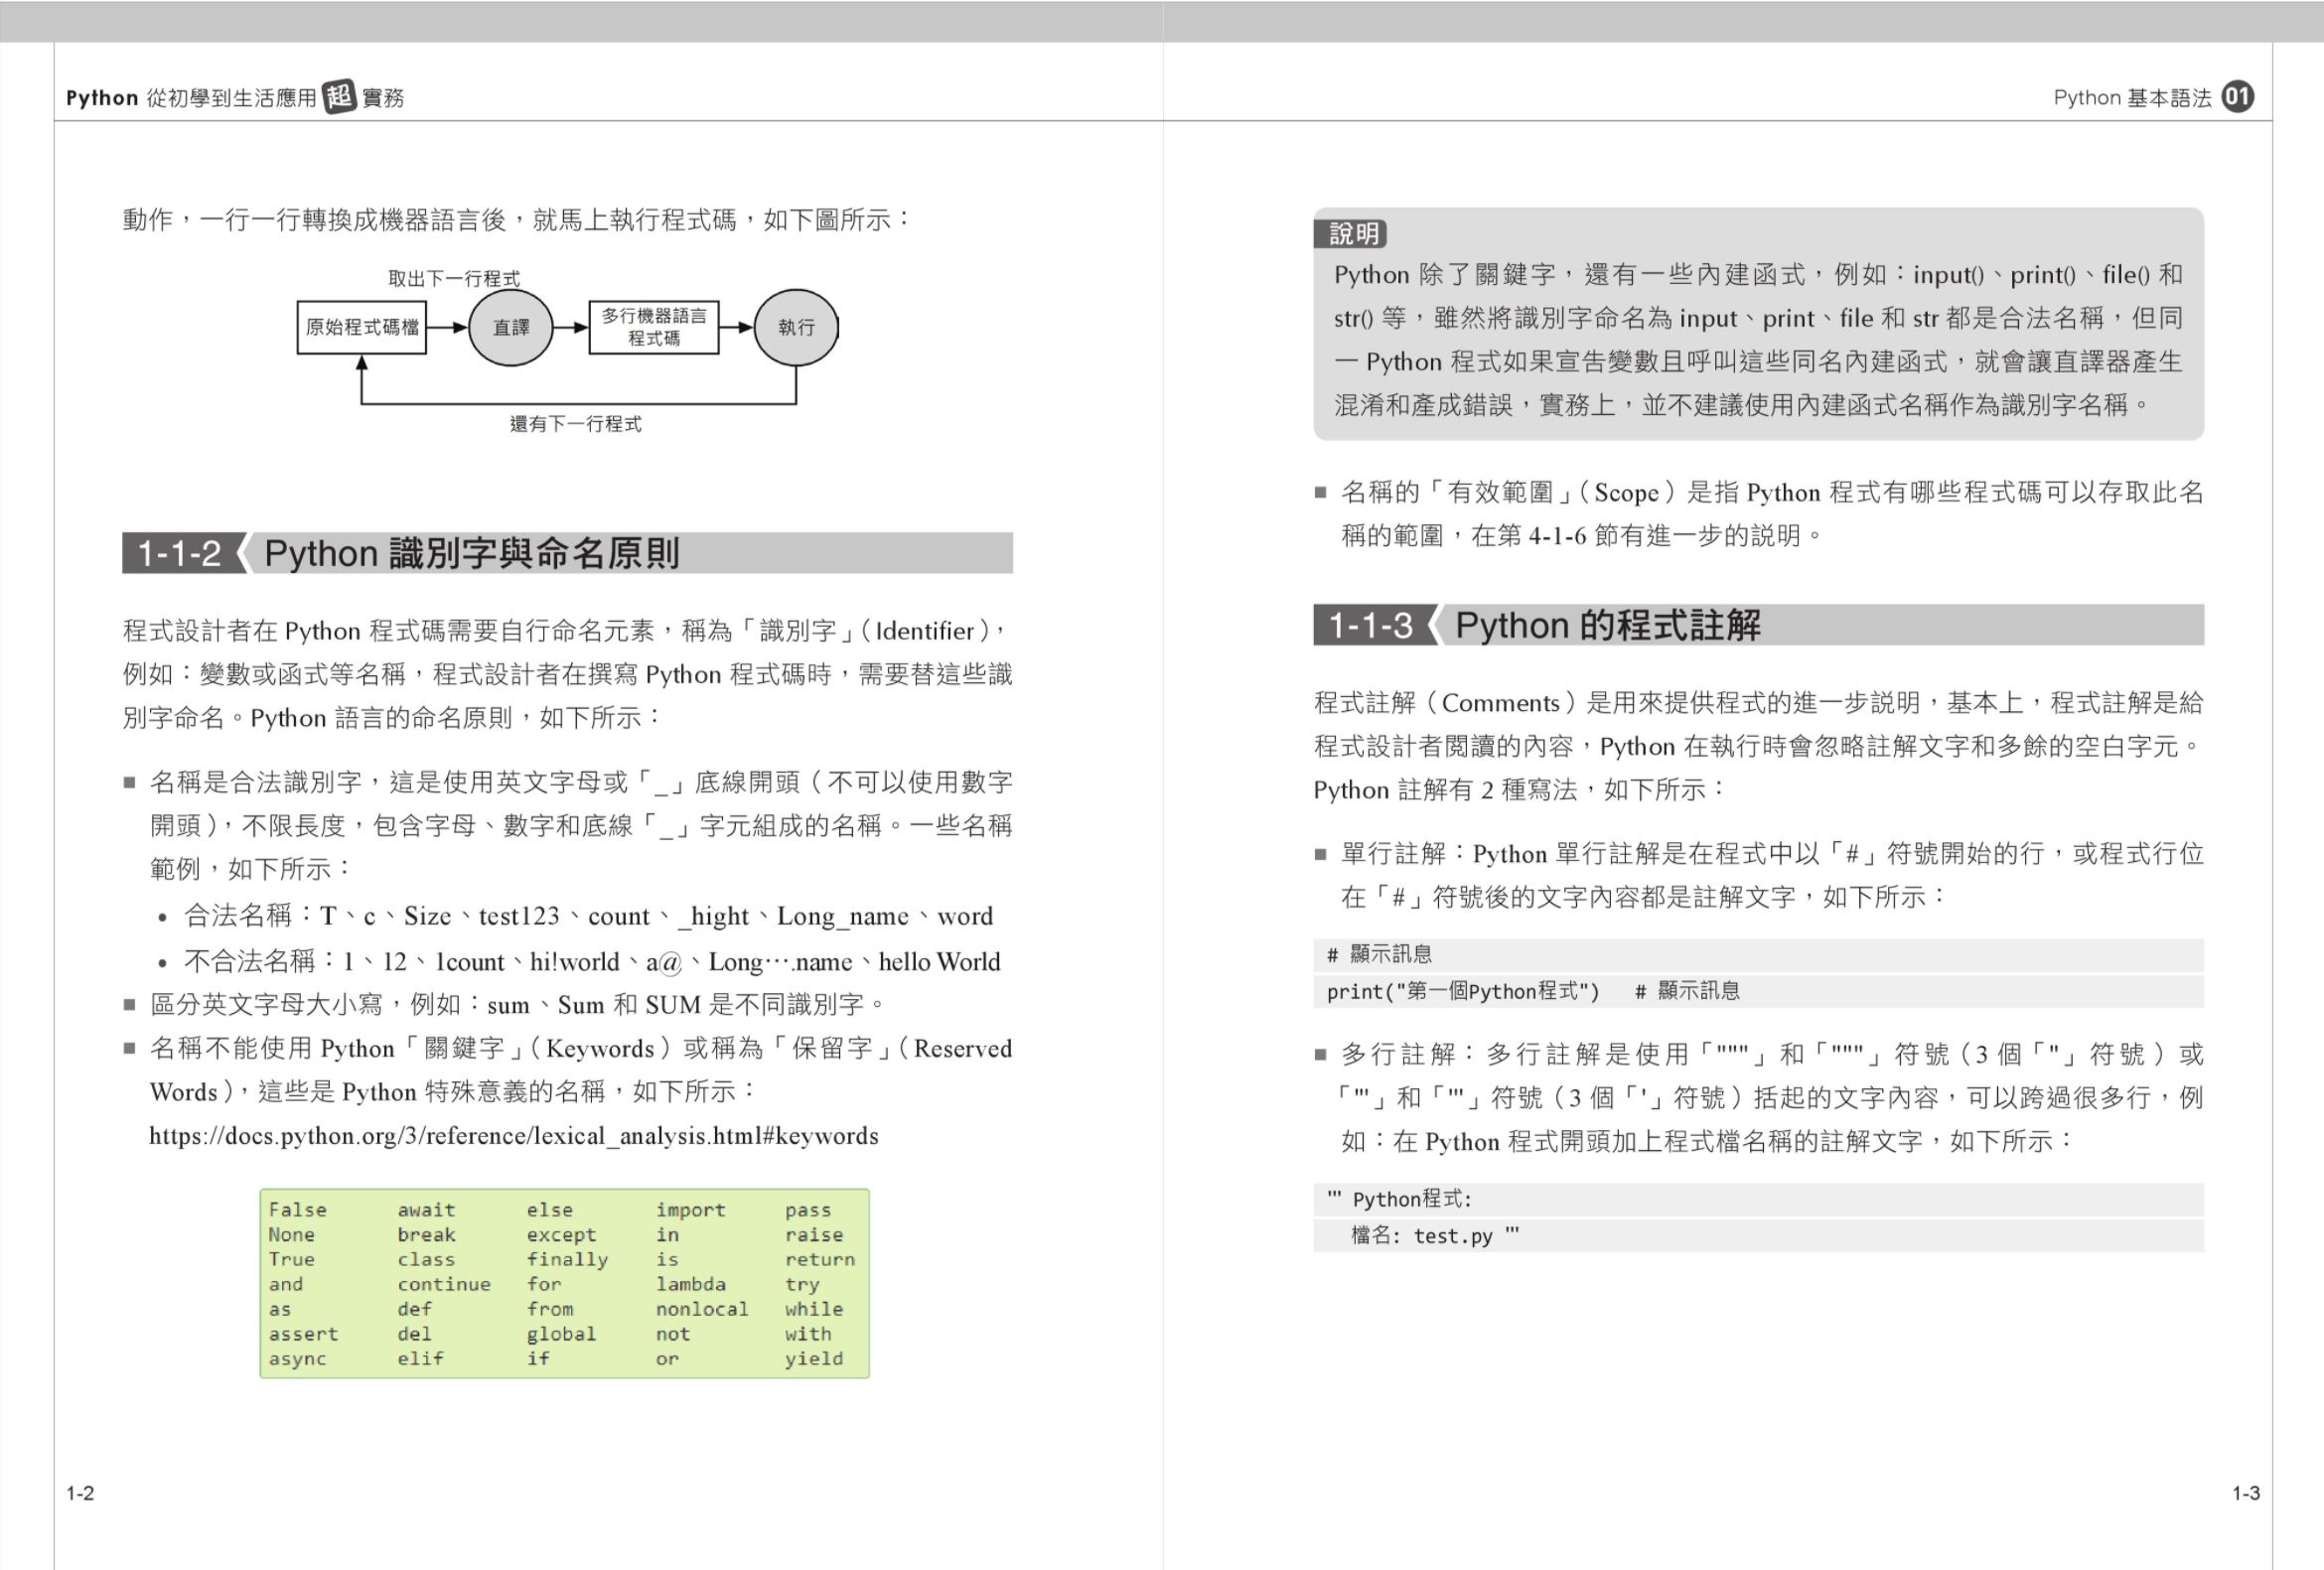 Python 從初學到生活應用超實務
動作，一行一行轉換成機器語言後，就馬上執行程式碼，如下圖所示：
取出下一行程式
原始程式碼檔
直譯
多行機器語言
程式碼
執行
還有下一行程式
1-1-2 Python 識別字與命名原則
程式設計者在 Python 程式碼需要自行命名元素，稱為「識別字」（Identifier），
例如：變數或函式等名稱，程式設計者在撰寫 Python 程式碼時，需要替這些識
別字命名。Python 語言的命名原則，如下所示：
■ 名稱是合法識別字，這是使用英文字母或「_」底線開頭（不可以使用數字
開頭），不限長度，包含字母、數字和底線「_」字元組成的名稱。一些名稱
範例，如下所示：
• 合法名稱：T、c、Size、test123、count、_hight、Long_name、word
• 不合法名稱：1、12、1count、hi!world、a@、Long….name、hello World
■ 區分英文字母大小寫，例如：sum、Sum 和 SUM 是不同識別字。
■ 名稱不能使用 Python「關鍵字」（Keywords）或稱為「保留字」（Reserved
Words），這些是 Python 特殊意義的名稱，如下所示：
https://docs.python.org/3/reference/lexical_analysis.html#keywords
False await else import pass
None break except in raise
True class finally is return
and continue for lambda try
as def from nonlocal while
assert del global not with
async elif if or yield
1-2
Python 基本語法 01
說明
Python 除了關鍵字，還有一些內建函式，例如：input()、print()、file() 和
str() 等，雖然將識別字命名為 input、print、file 和 str 都是合法名稱，但同
一 Python 程式如果宣告變數且呼叫這些同名內建函式，就會讓直譯器產生
混淆和產成錯誤，實務上，並不建議使用內建函式名稱作為識別字名稱。
■ 名稱的「有效範圍」（Scope）是指 Python 程式有哪些程式碼可以存取此名
稱的範圍，在第 4-1-6 節有進一步的說明。
1-1-3 Python 的程式註解
程式註解（Comments）是用來提供程式的進一步說明，基本上，程式註解是給
程式設計者閱讀的內容，Python 在執行時會忽略註解文字和多餘的空白字元。
Python 註解有 2 種寫法，如下所示：
■ 單行註解：Python 單行註解是在程式中以「#」符號開始的行，或程式行位
在「#」符號後的文字內容都是註解文字，如下所示：
# 顯示訊息
print("第一個Python程式") # 顯示訊息
■ 多行註解：多行註解是使用「"""」和「"""」符號（3 個「"」符號）或
「'''」和「'''」符號（3 個「'」符號）括起的文字內容，可以跨過很多行，例
如：在 Python 程式開頭加上程式檔名稱的註解文字，如下所示：
''' Python程式:
檔名: test.py '''
1-3